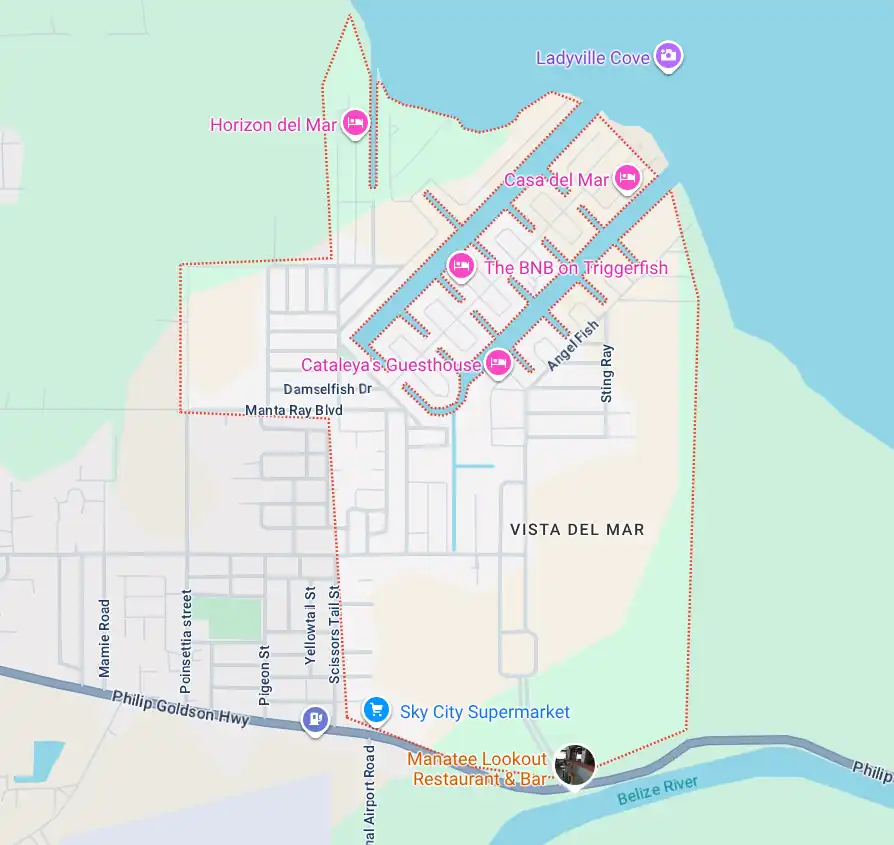 Ladyville Cove
Horizon del Mar
Casa del Mar
The BNB on Triggerfish
Angel Fish
Cataleya's Guesthouse
Sting Ray
Damselfish Dr
Manta Ray Blvd
VISTA DEL MAR
Mamie Road
Poinsettia street
Pigeon St
Yellowtail St
Scissors Tail St
Philip Goldson Hwy
Sky City Supermarket
nal Airport Road
Manatee Lookout
Restaurant & Bar
Belize River
Philip